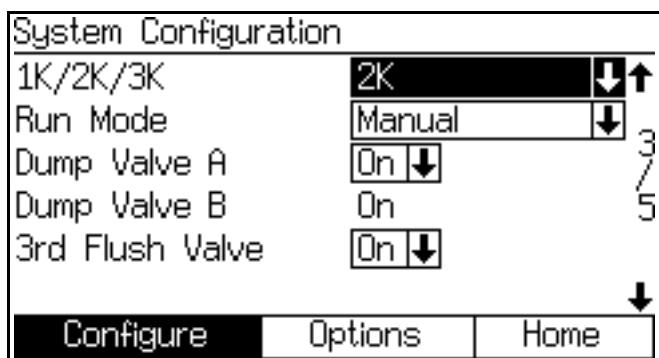 System Configuration
1K/2K/3K 2K
Run Mode Manual
Dump Valve A On
Dump Valve B On
3rd Flush Valve On
3/5
Configure Options Home